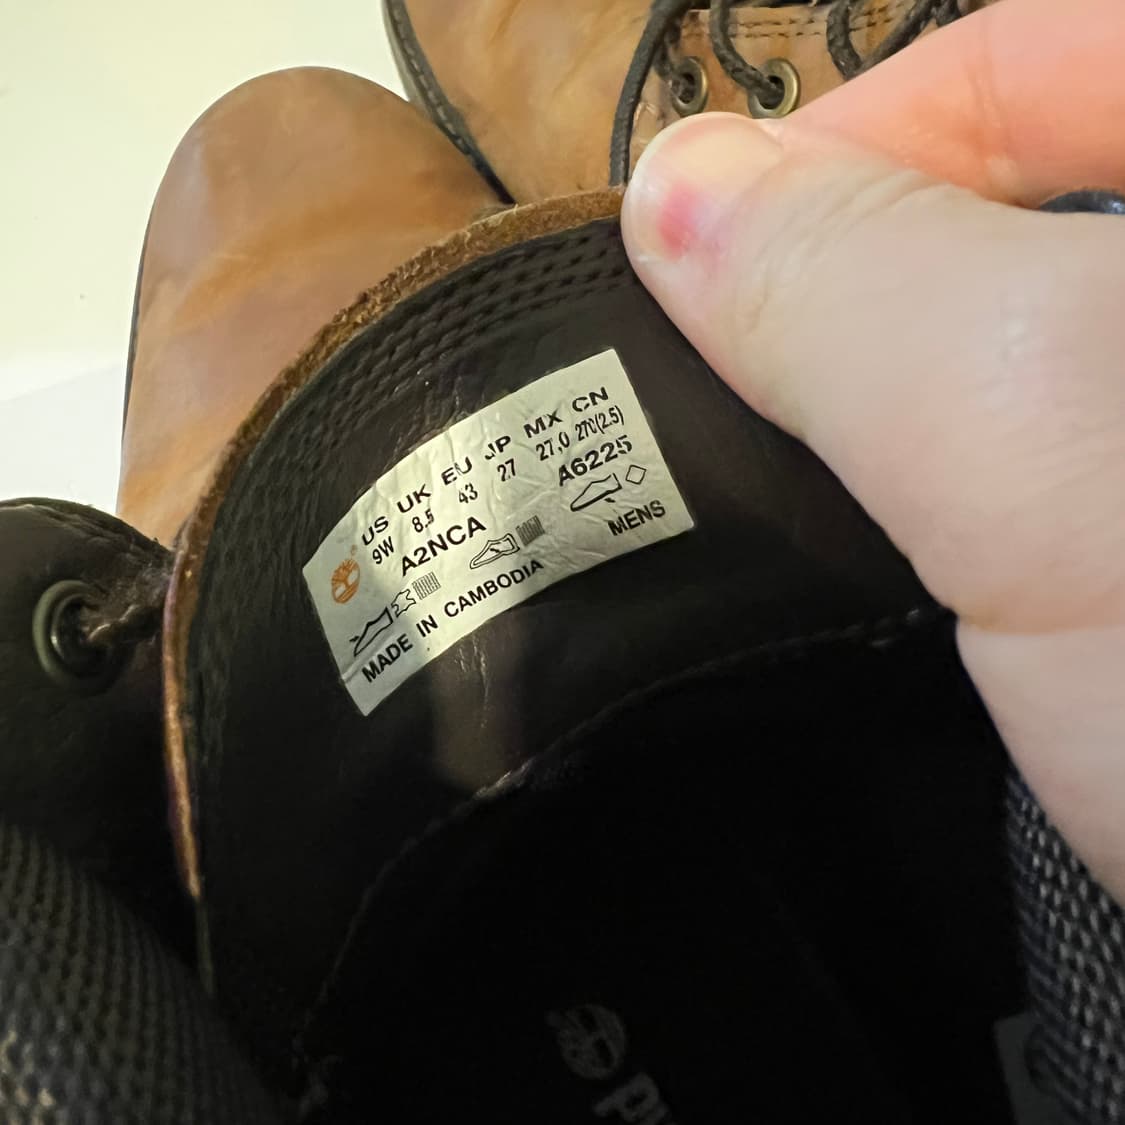 US UK EU JP MX CN
9W 8.5 43 27 27,0 270(2.5)
A2NCA A6225
MENS
MADE IN CAMBODIA